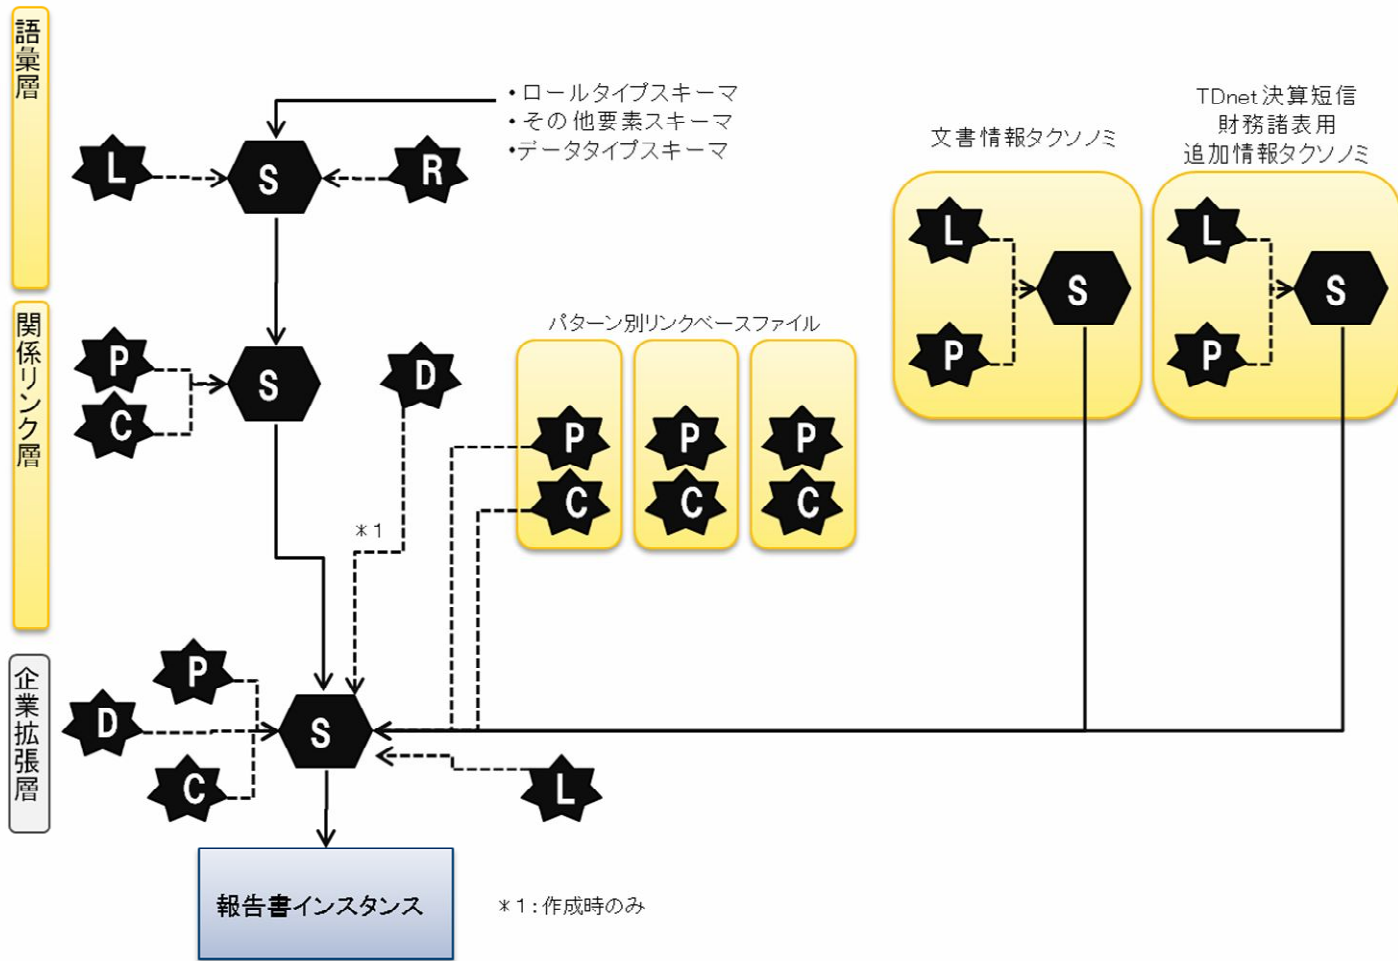 語彙層
・ロールタイプスキーマ
・その他要素スキーマ
・データタイプスキーマ
L
S
R
文書情報タクソノミ
L
P
S
TDnet決算短信
財務諸表用
追加情報タクソノミ
L
P
S
関係リンク層
P
C
S
D
*1
パターン別リンクベースファイル
P
C
P
C
P
C
企業拡張層
P
D
C
S
L
報告書インスタンス
*1:作成時のみ